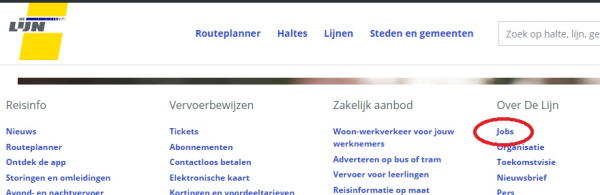 DE
LIJN
Routeplanner Haltes Lijnen Steden en gemeenten
Zoek op halte, lijn, ge
Reisinfo
Nieuws
Routeplanner
Ontdek de app
Storingen en omleidingen
Avond- en nachtvervoer
Vervoerbewijzen
Tickets
Abonnementen
Contactloos betalen
Elektronische kaart
Kortingen en voordeeltarieven
Zakelijk aanbod
Woon-werkverkeer voor jouw
werknemers
Adverteren op bus of tram
Vervoer voor leerlingen
Reisinformatie op maat
Over De Lijn
Jobs
Organisatie
Toekomstvisie
Nieuwsbrief
Pers